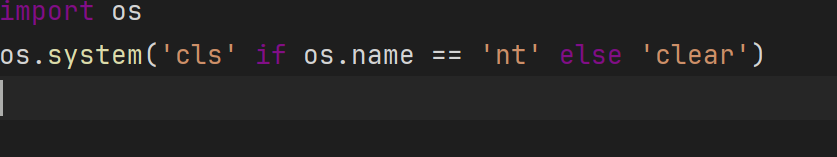 import os
os.system('cls' if os.name == 'nt' else 'clear')